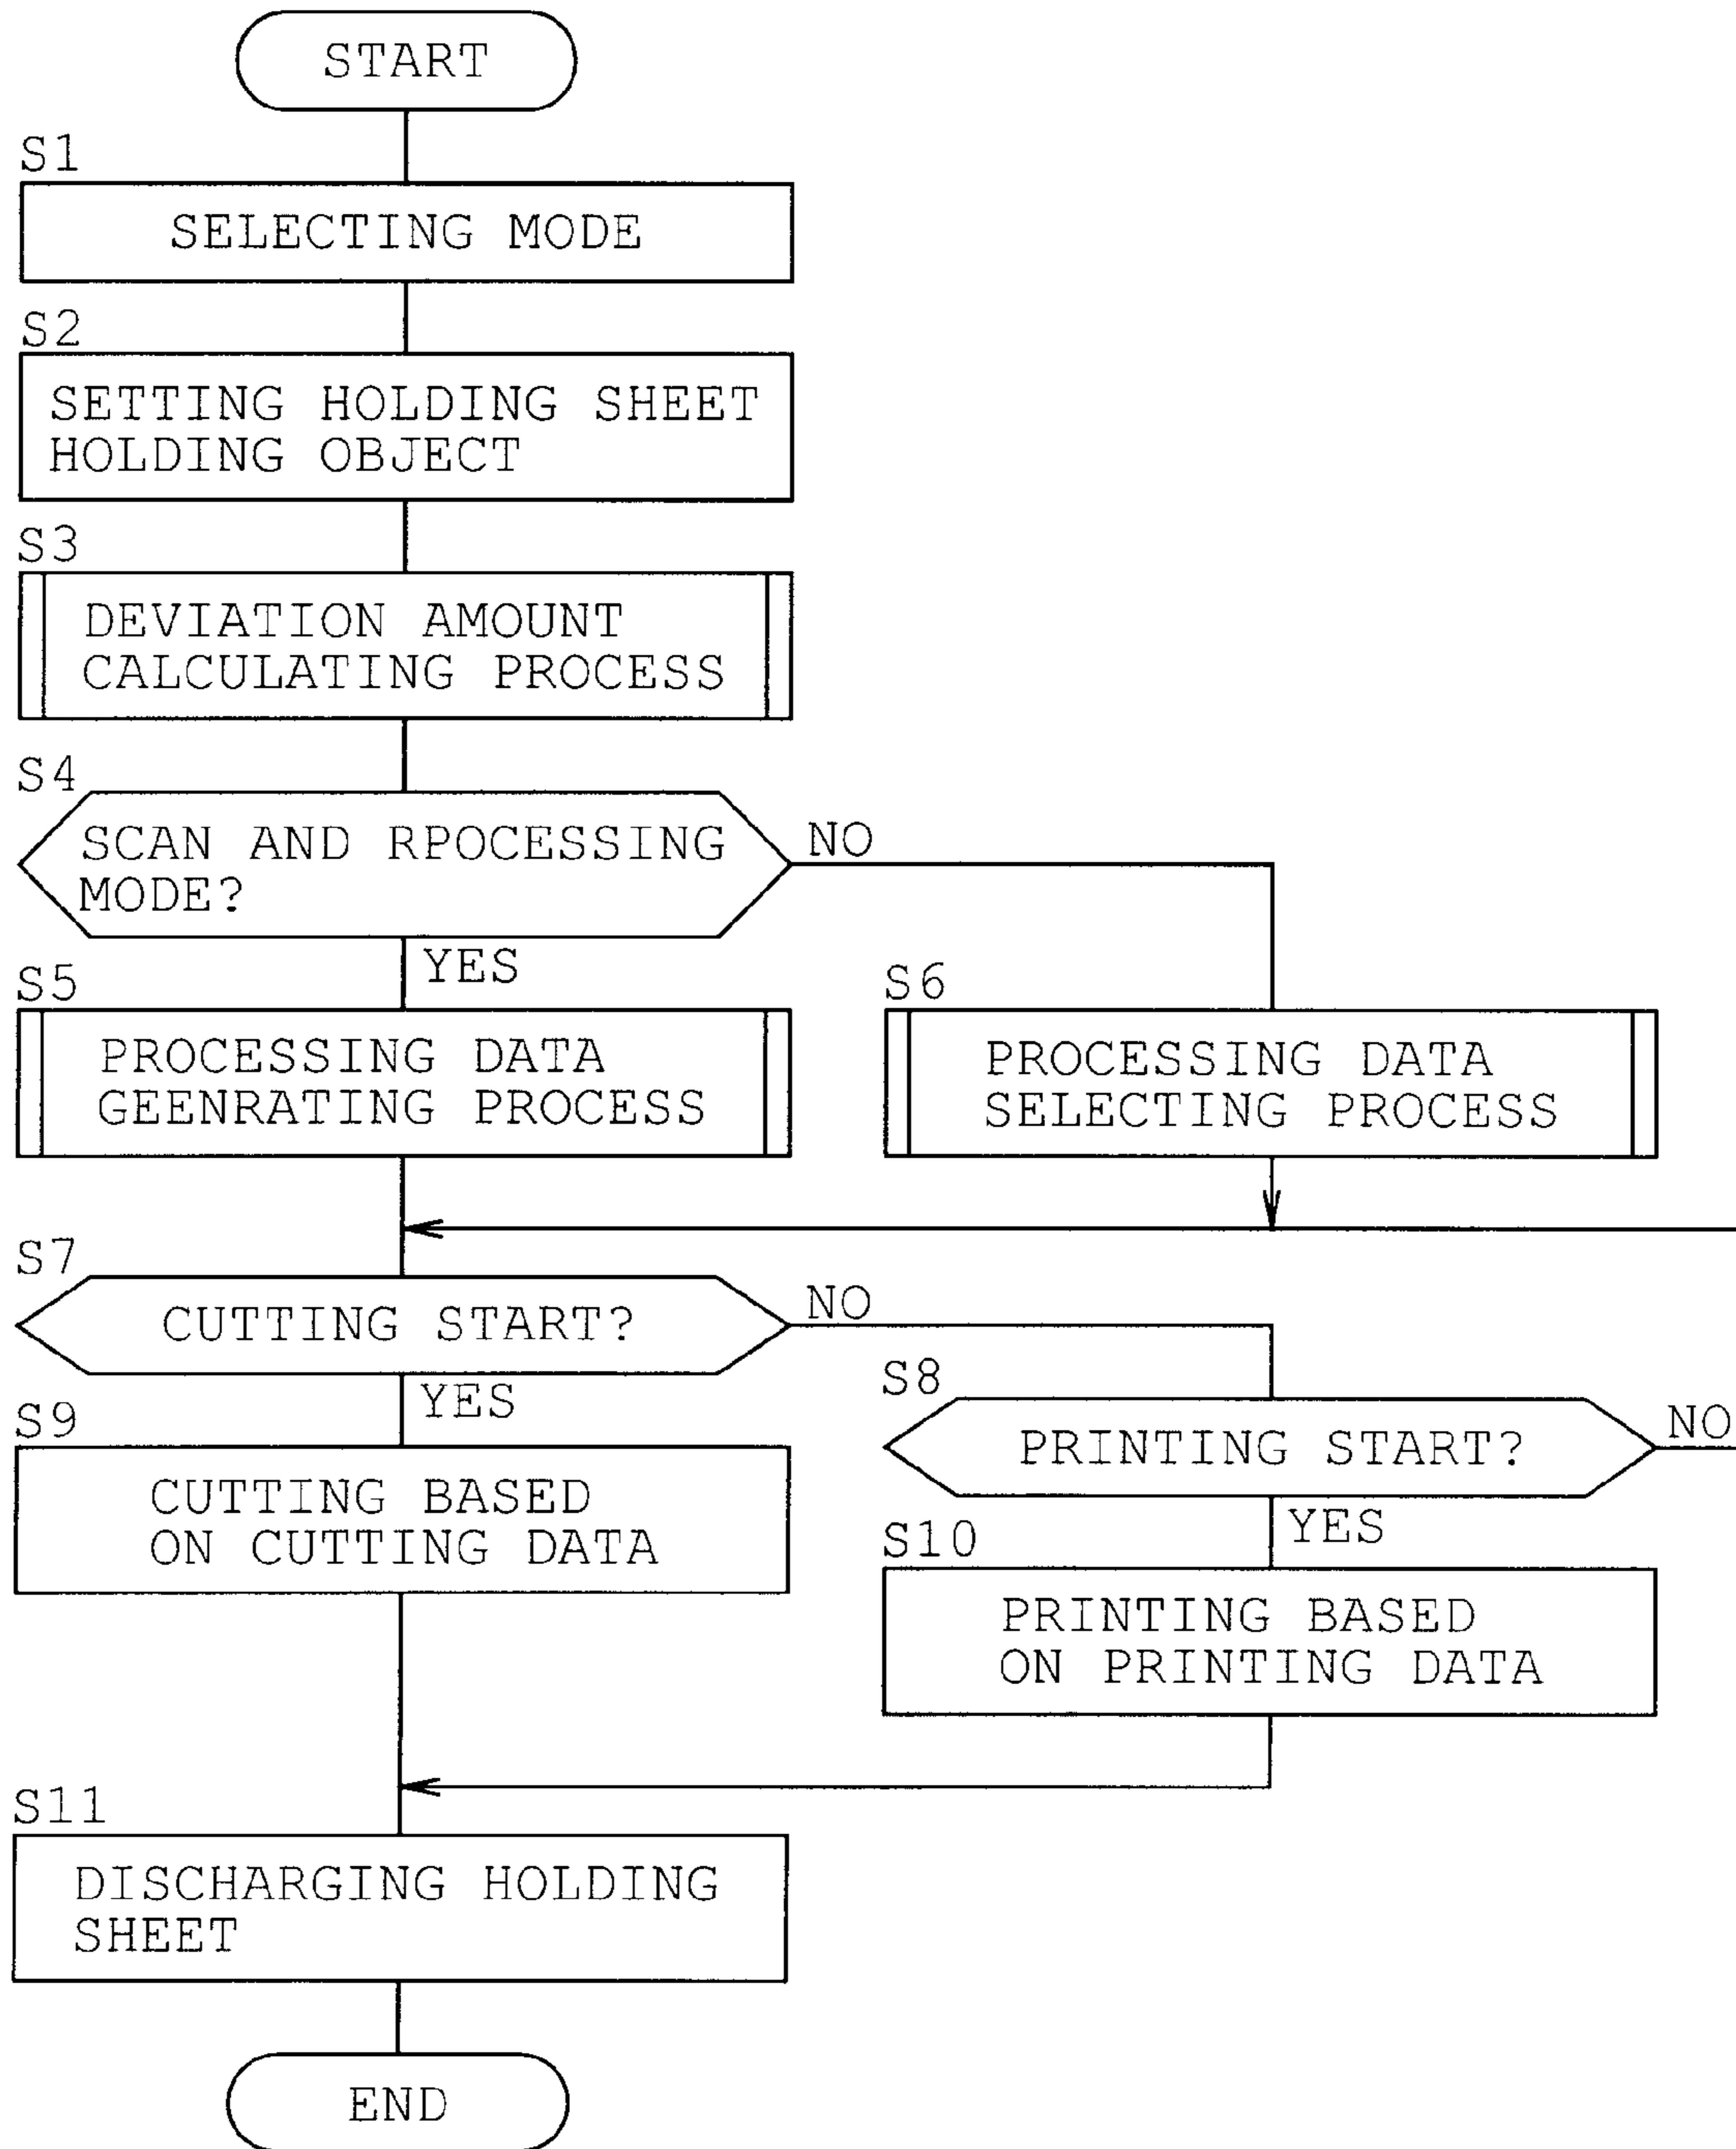 START
S1
SELECTING MODE
S2
SETTING HOLDING SHEET
HOLDING OBJECT
S3
DEVIATION AMOUNT
CALCULATING PROCESS
S4
SCAN AND RPOCESSING
MODE?
NO
YES
S5
PROCESSING DATA
GEENRATING PROCESS
S6
PROCESSING DATA
SELECTING PROCESS
S7
CUTTING START?
NO
YES
S8
PRINTING START?
NO
YES
S9
CUTTING BASED
ON CUTTING DATA
S10
PRINTING BASED
ON PRINTING DATA
S11
DISCHARGING HOLDING
SHEET
END